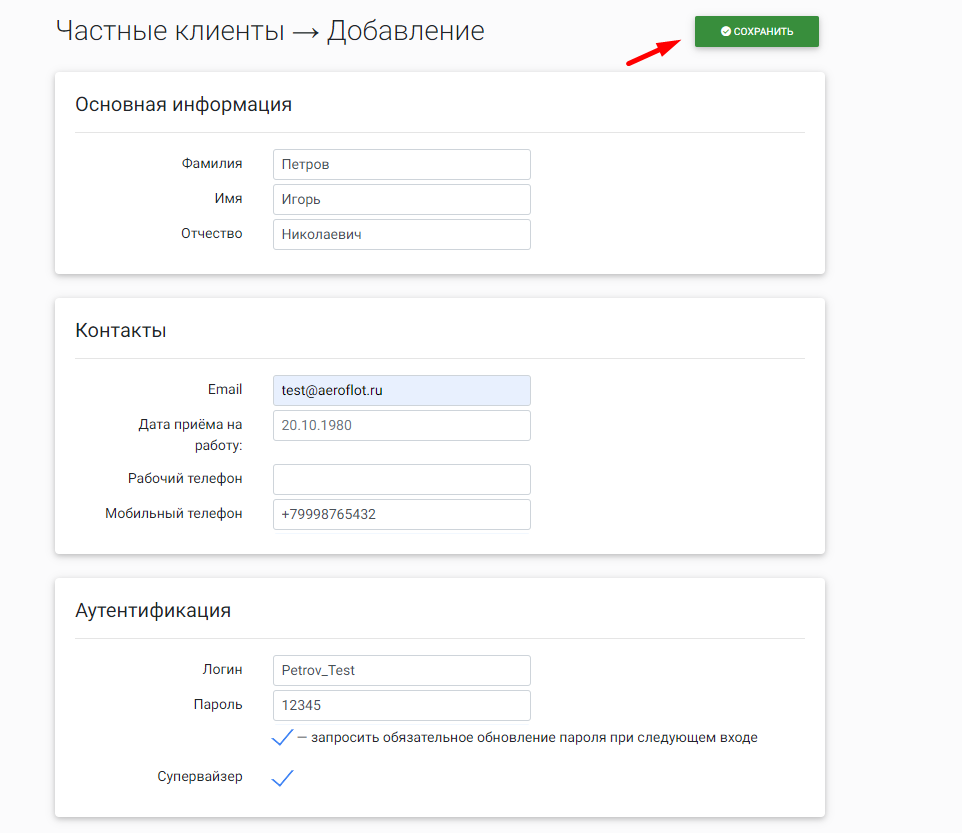 Частные клиенты → Добавление
СОХРАНИТЬ
Основная информация
Фамилия Петров
Имя Игорь
Отчество Николаевич
Контакты
Email test@aeroflot.ru
Дата приёма на
работу:
20.10.1980
Рабочий телефон
Мобильный телефон +79998765432
Аутентификация
Логин Petrov_Test
Пароль 12345
— запросить обязательное обновление пароля при следующем входе
Супервайзер